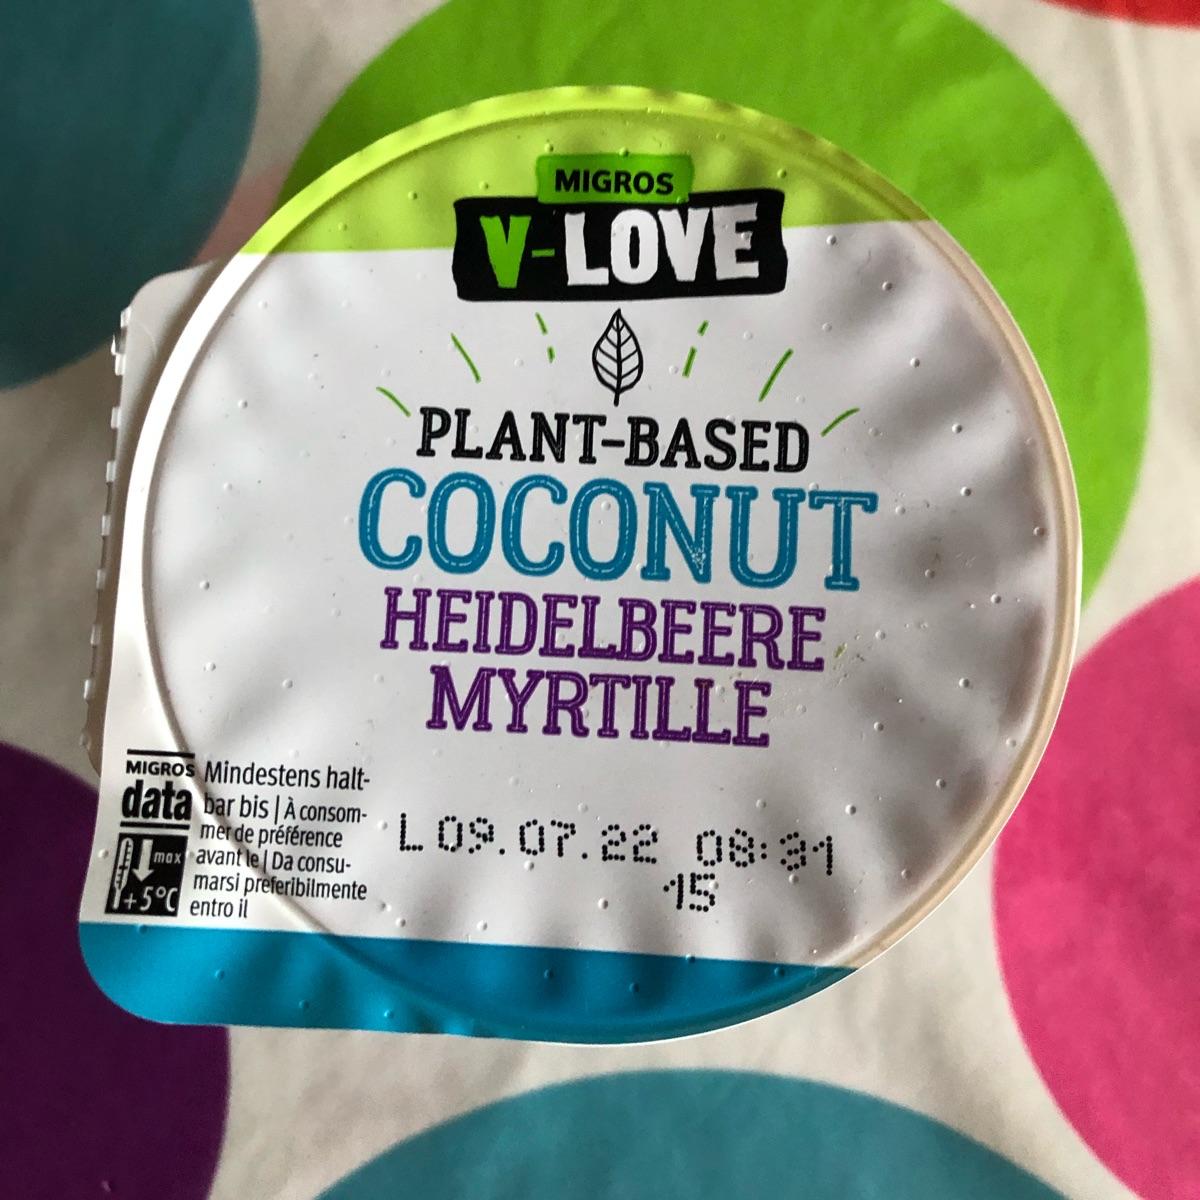 MIGROS
V-LOVE
PLANT-BASED
COCONUT
HEIDELBEERE
MYRTILLE
MIGROS
data
max
+5°C
Mindestens halt-
bar bis | À consom-
mer de préférence
avant le | Da consu-
marsi preferibilmente
entro il
L 09.07.22 08:31
15